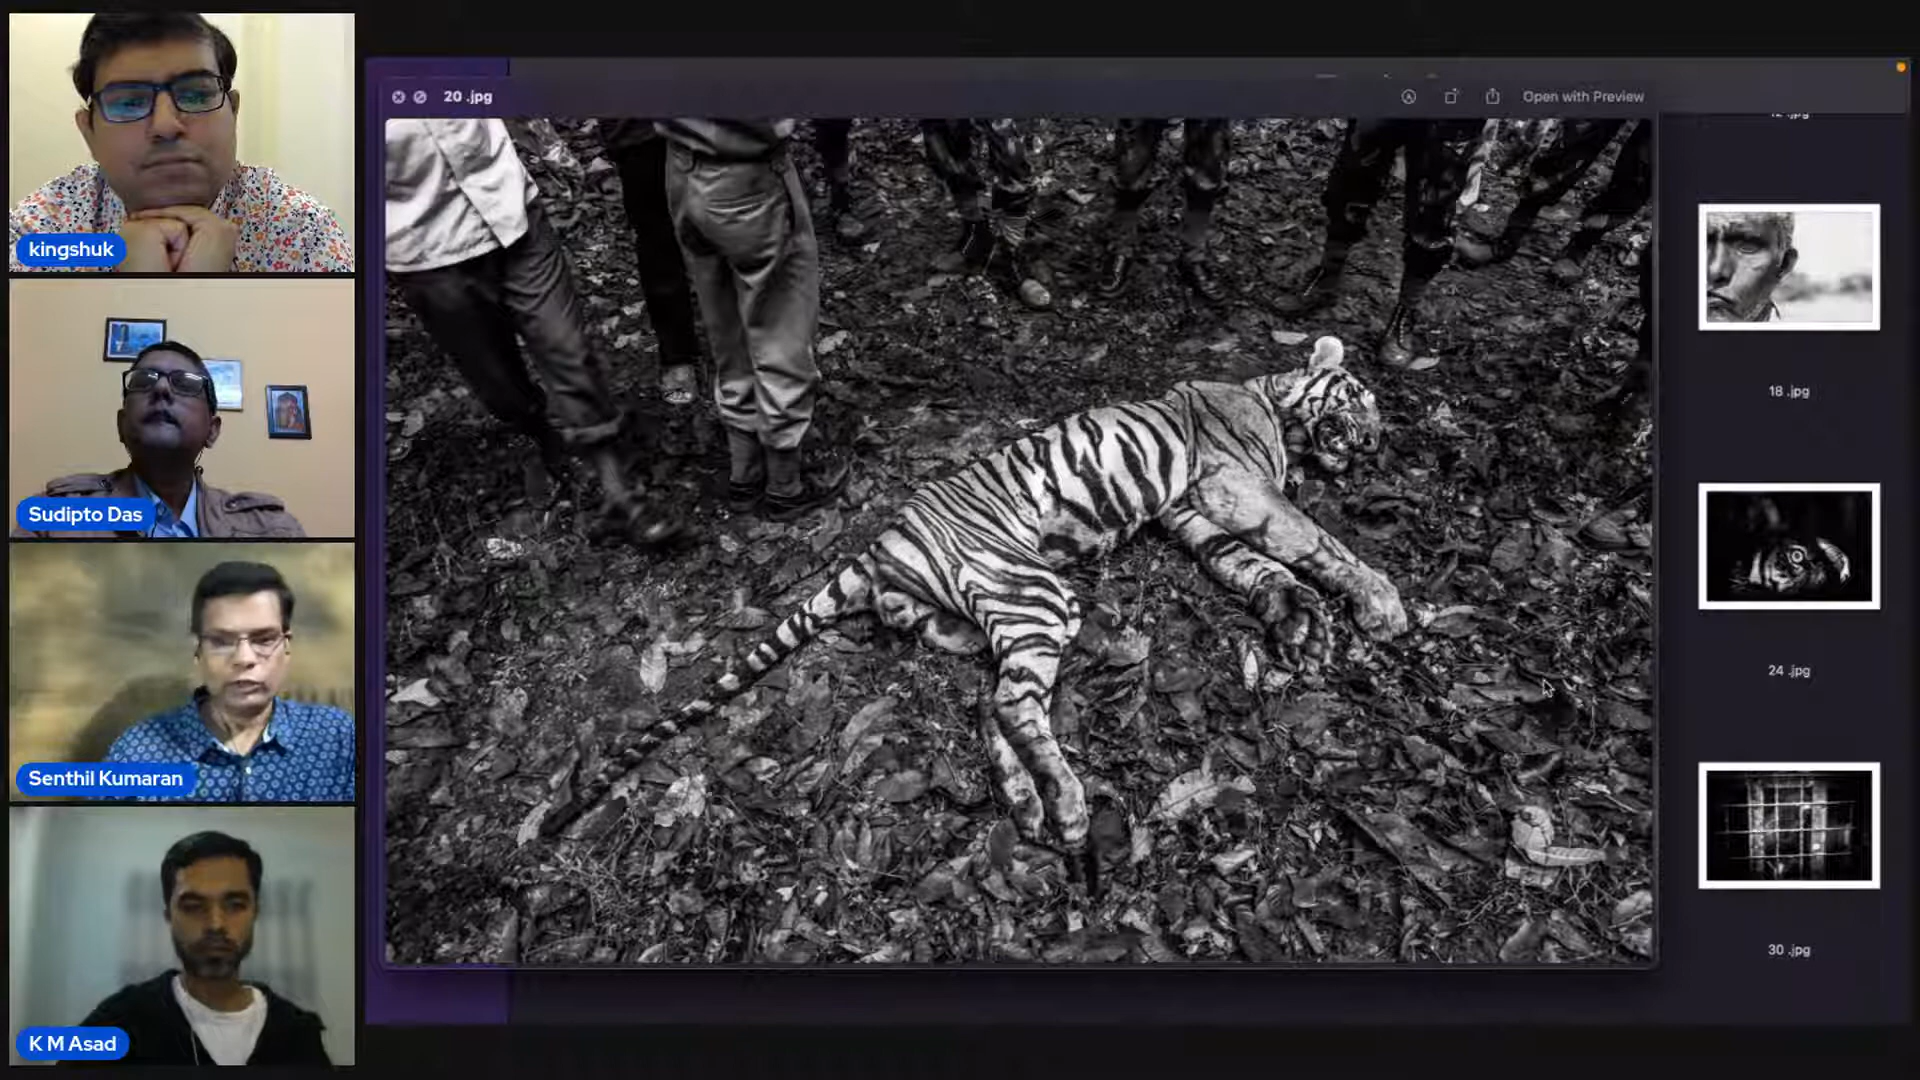 kingshuk
Sudipto Das
Senthil Kumaran
K M Asad
20 .jpg
Open with Preview
18 .jpg
24 .jpg
30 .jpg